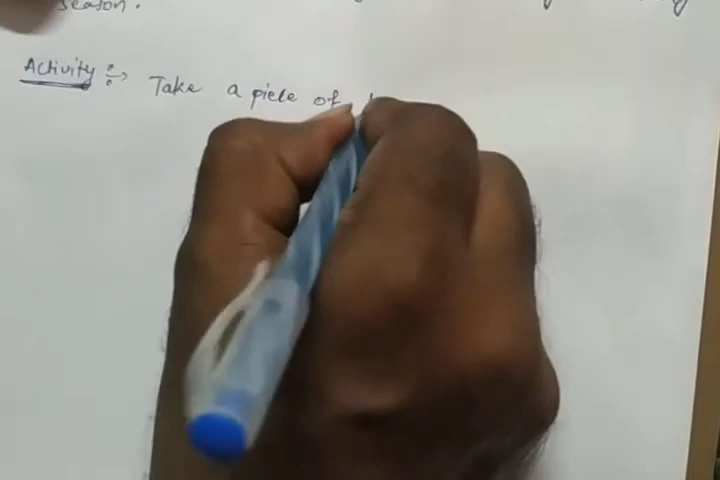 season.
Activity :→ Take a piece of